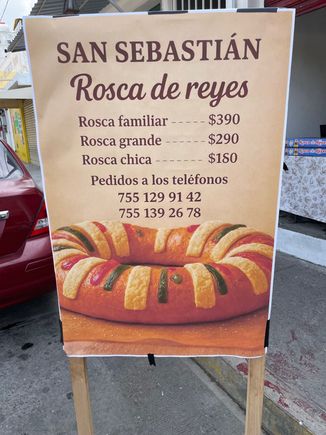 SAN SEBASTIÁN
Rosca de reyes
Rosca familiar ----- $390
Rosca grande ----- $290
Rosca chica ------- $180
Pedidos a los teléfonos
755 129 91 42
755 139 26 78